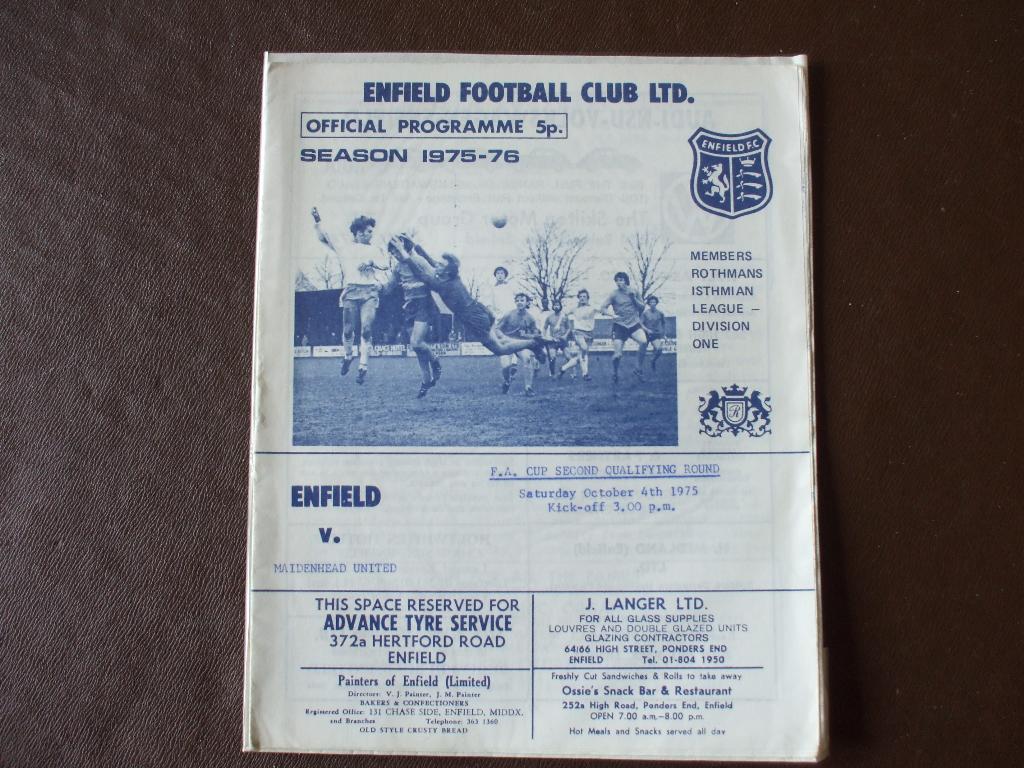 ENFIELD FOOTBALL CLUB LTD.
OFFICIAL PROGRAMME 5p.
SEASON 1975-76
ENFIELD F.C.
MEMBERS
ROTHMANS
ISTHMIAN
LEAGUE –
DIVISION
ONE
R
F.A. CUP SECOND QUALIFYING ROUND
Saturday October 4th 1975
Kick-off 3.00 p.m.
ENFIELD
v.
MAIDENHEAD UNITED
THIS SPACE RESERVED FOR
ADVANCE TYRE SERVICE
372a HERTFORD ROAD
ENFIELD
Painters of Enfield (Limited)
Directors: V. J. Painter, J. M. Painter
BAKERS & CONFECTIONERS
Registered Office: 131 CHASE SIDE, ENFIELD, MIDDX.
and Branches Telephone: 363 1360
OLD STYLE CRUSTY BREAD
J. LANGER LTD.
FOR ALL GLASS SUPPLIES
LOUVRES AND DOUBLE GLAZED UNITS
GLAZING CONTRACTORS
64/66 HIGH STREET, PONDERS END
ENFIELD Tel. 01-804 1950
Freshly Cut Sandwiches & Rolls to take away
Ossie's Snack Bar & Restaurant
252a High Road, Ponders End, Enfield
OPEN 7.00 a.m.–8.00 p.m.
Hot Meals and Snacks served all day